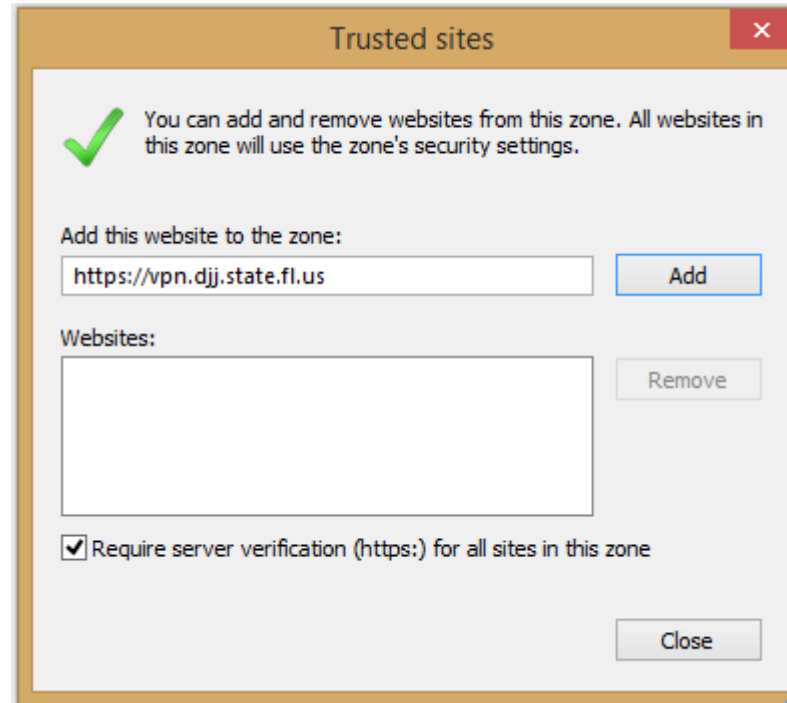 Trusted sites
You can add and remove websites from this zone. All websites in
this zone will use the zone's security settings.
Add this website to the zone:
https://vpn.djj.state.fl.us
Add
Websites:
Remove
Require server verification (https:) for all sites in this zone
Close